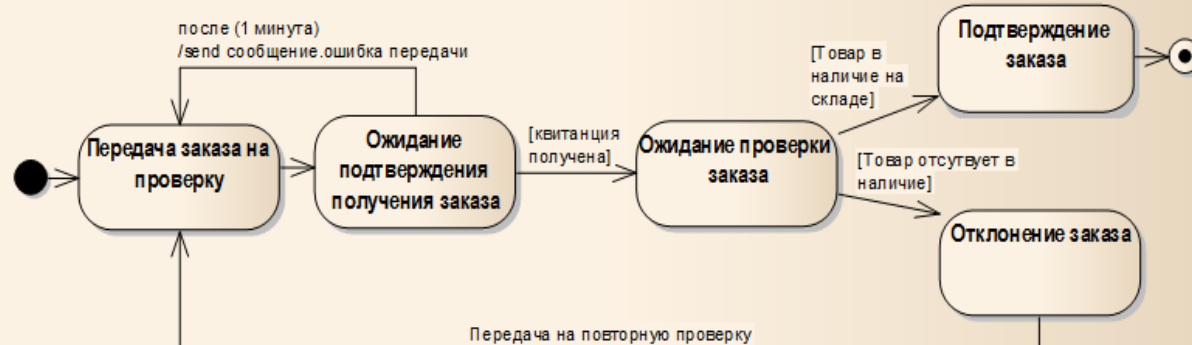 после (1 минута)
/send сообщение.ошибка передачи
Передача заказа на
проверку
Ожидание
подтверждения
получения заказа
[квитанция
получена]
Ожидание проверки
заказа
[Товар в
наличие на
складе]
Подтверждение
заказа
[Товар отсутвует в
наличие]
Отклонение заказа
Передача на повторную проверку